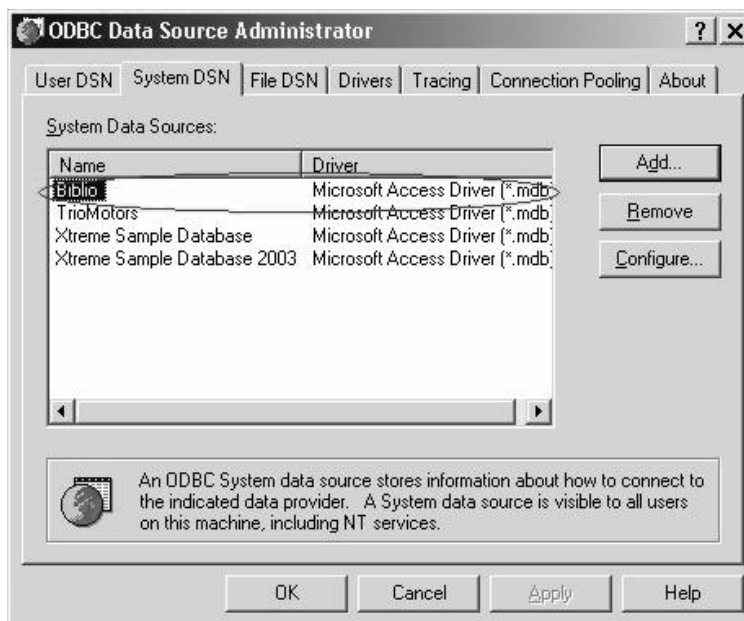 ODBC Data Source Administrator
User DSN System DSN File DSN Drivers Tracing Connection Pooling About
System Data Sources:
Name Driver
Biblio Microsoft Access Driver (*.mdb)
TrioMotors Microsoft Access Driver (*.mdb)
Xtreme Sample Database Microsoft Access Driver (*.mdb)
Xtreme Sample Database 2003 Microsoft Access Driver (*.mdb)
Add...
Remove
Configure...
An ODBC System data source stores information about how to connect to
the indicated data provider. A System data source is visible to all users
on this machine, including NT services.
OK Cancel Apply Help